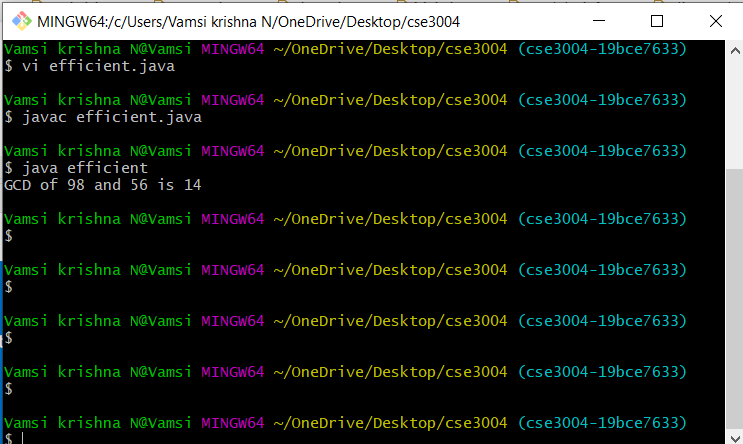 MINGW64:/c/Users/Vamsi krishna N/OneDrive/Desktop/cse3004
Vamsi krishna N@Vamsi MINGW64 ~/OneDrive/Desktop/cse3004 (cse3004-19bce7633)
$ vi efficient.java
Vamsi krishna N@Vamsi MINGW64 ~/OneDrive/Desktop/cse3004 (cse3004-19bce7633)
$ javac efficient.java
Vamsi krishna N@Vamsi MINGW64 ~/OneDrive/Desktop/cse3004 (cse3004-19bce7633)
$ java efficient
GCD of 98 and 56 is 14
Vamsi krishna N@Vamsi MINGW64 ~/OneDrive/Desktop/cse3004 (cse3004-19bce7633)
$
Vamsi krishna N@Vamsi MINGW64 ~/OneDrive/Desktop/cse3004 (cse3004-19bce7633)
$
Vamsi krishna N@Vamsi MINGW64 ~/OneDrive/Desktop/cse3004 (cse3004-19bce7633)
$
Vamsi krishna N@Vamsi MINGW64 ~/OneDrive/Desktop/cse3004 (cse3004-19bce7633)
$
Vamsi krishna N@Vamsi MINGW64 ~/OneDrive/Desktop/cse3004 (cse3004-19bce7633)
$